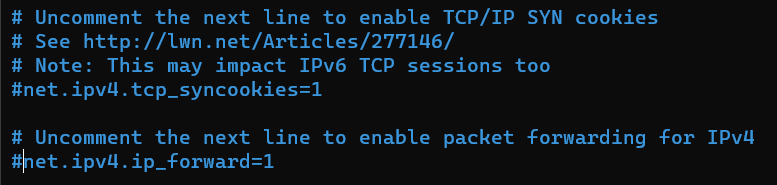 # Uncomment the next line to enable TCP/IP SYN cookies
# See http://lwn.net/Articles/277146/
# Note: This may impact IPv6 TCP sessions too
#net.ipv4.tcp_syncookies=1

# Uncomment the next line to enable packet forwarding for IPv4
#net.ipv4.ip_forward=1